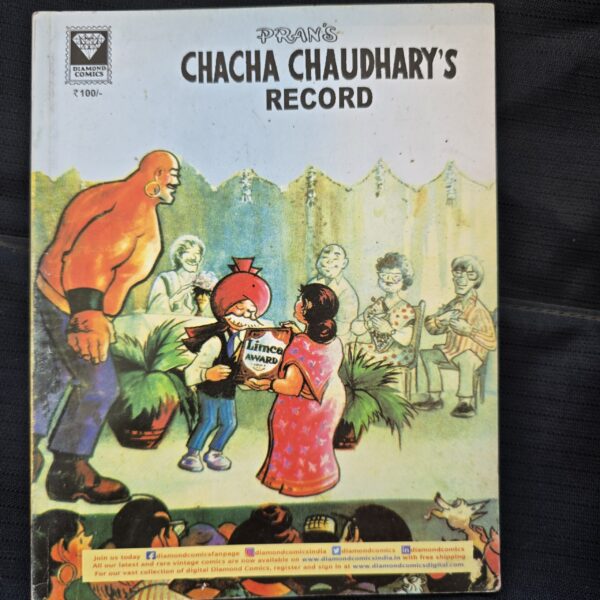 PRAN'S
DIAMOND
COMICS
₹100/-
CHACHA CHAUDHARY'S
RECORD
Limca
AWARD
Join us today diamondcomicsfanpage diamondcomicsindia diamondcomicsindia diamondcomics
All our latest and rare vintage comics are now available on www.diamondcomics.in with free shipping
For our vast collection of digital Diamond Comics, register and sign in at www.diamondcomicsdigital.com